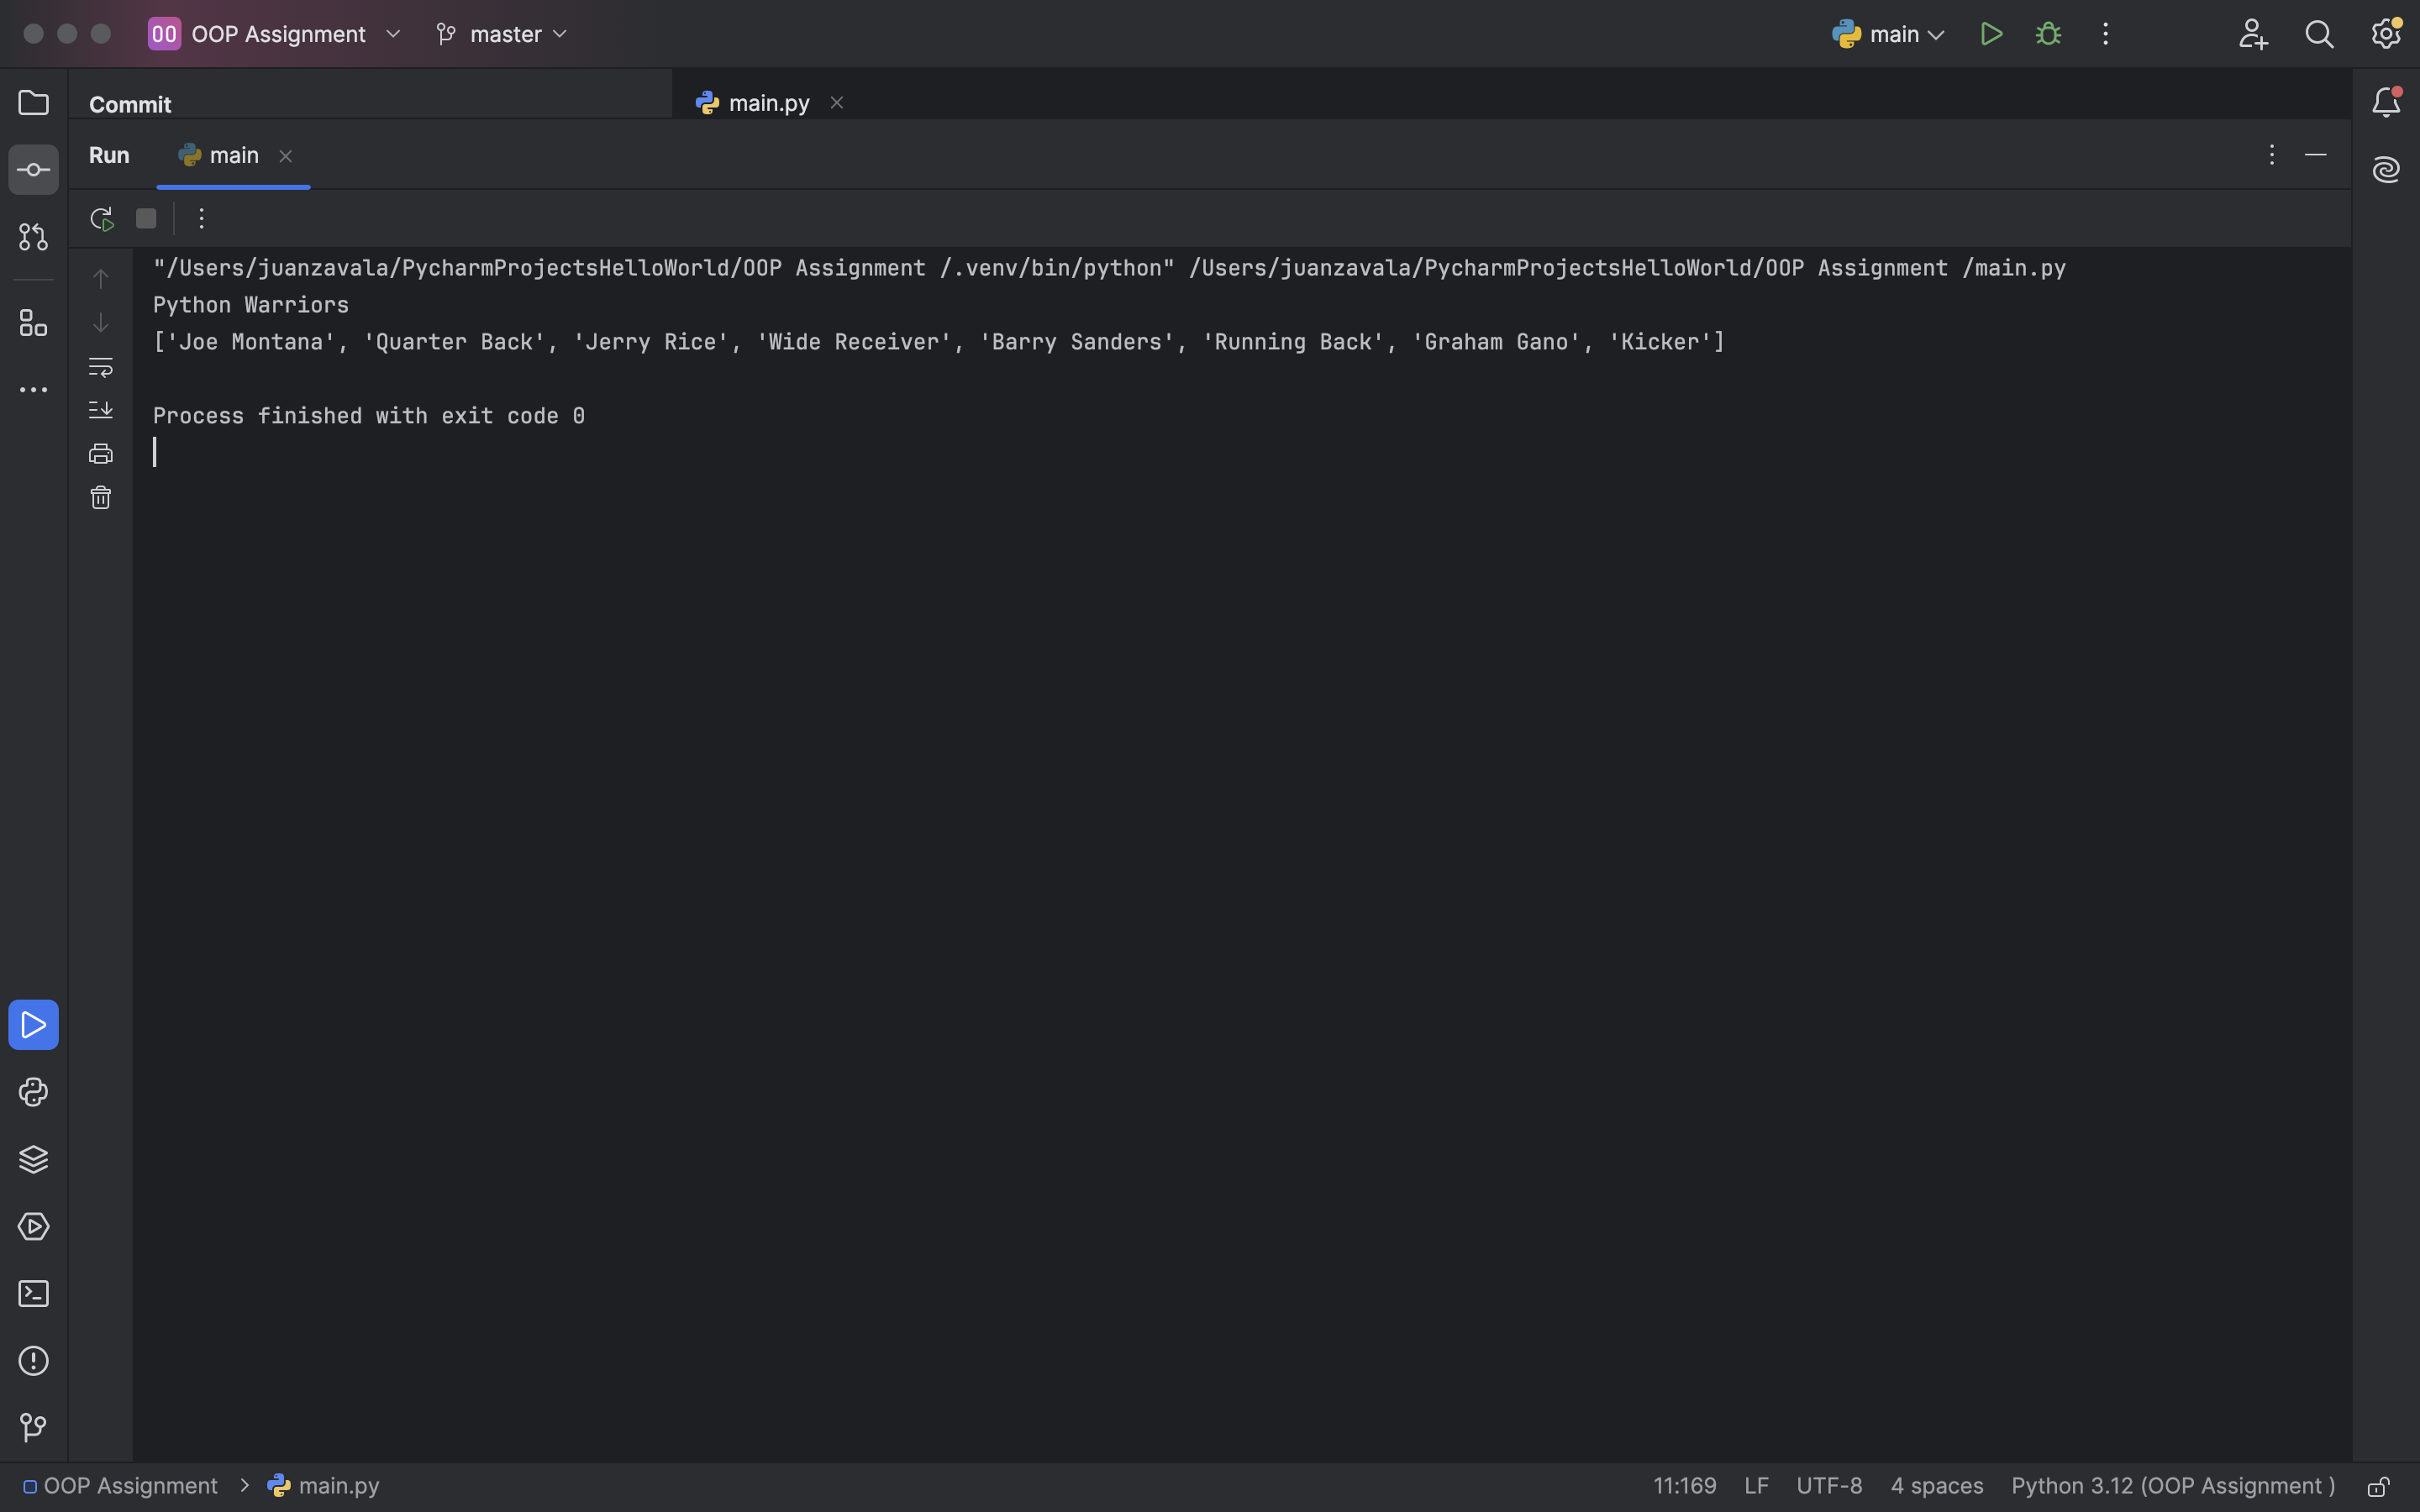 OO OOP Assignment master main
Commit main.py
Run main
"/Users/juanzavala/PycharmProjectsHelloWorld/OOP Assignment /.venv/bin/python" /Users/juanzavala/PycharmProjectsHelloWorld/OOP Assignment /main.py
Python Warriors
['Joe Montana', 'Quarter Back', 'Jerry Rice', 'Wide Receiver', 'Barry Sanders', 'Running Back', 'Graham Gano', 'Kicker']
Process finished with exit code 0
OOP Assignment > main.py 11:169 LF UTF-8 4 spaces Python 3.12 (OOP Assignment )